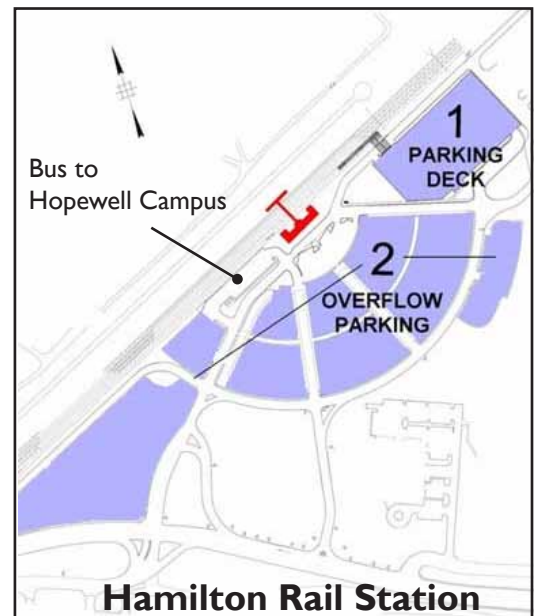 Bus to
Hopewell Campus
1
PARKING
DECK
2
OVERFLOW
PARKING
Hamilton Rail Station